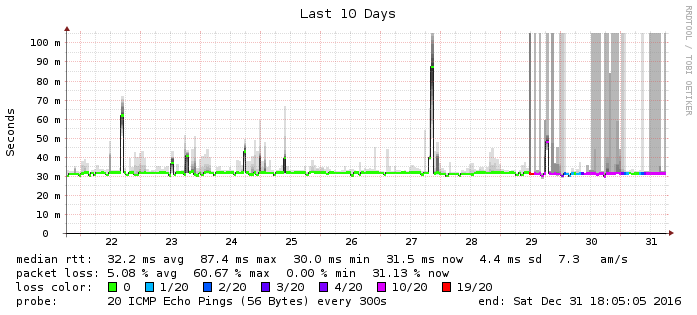 Last 10 Days
RRDTOOL / TOBI OETIKER
Seconds
100 m
90 m
80 m
70 m
60 m
50 m
40 m
30 m
20 m
10 m
0
22 23 24 25 26 27 28 29 30 31
median rtt: 32.2 ms avg 87.4 ms max 30.0 ms min 31.5 ms now 4.4 ms sd 7.3 am/s
packet loss: 5.08 % avg 60.67 % max 0.00 % min 31.13 % now
loss color: 0 1/20 2/20 3/20 4/20 10/20 19/20
probe: 20 ICMP Echo Pings (56 Bytes) every 300s end: Sat Dec 31 18:05:05 2016